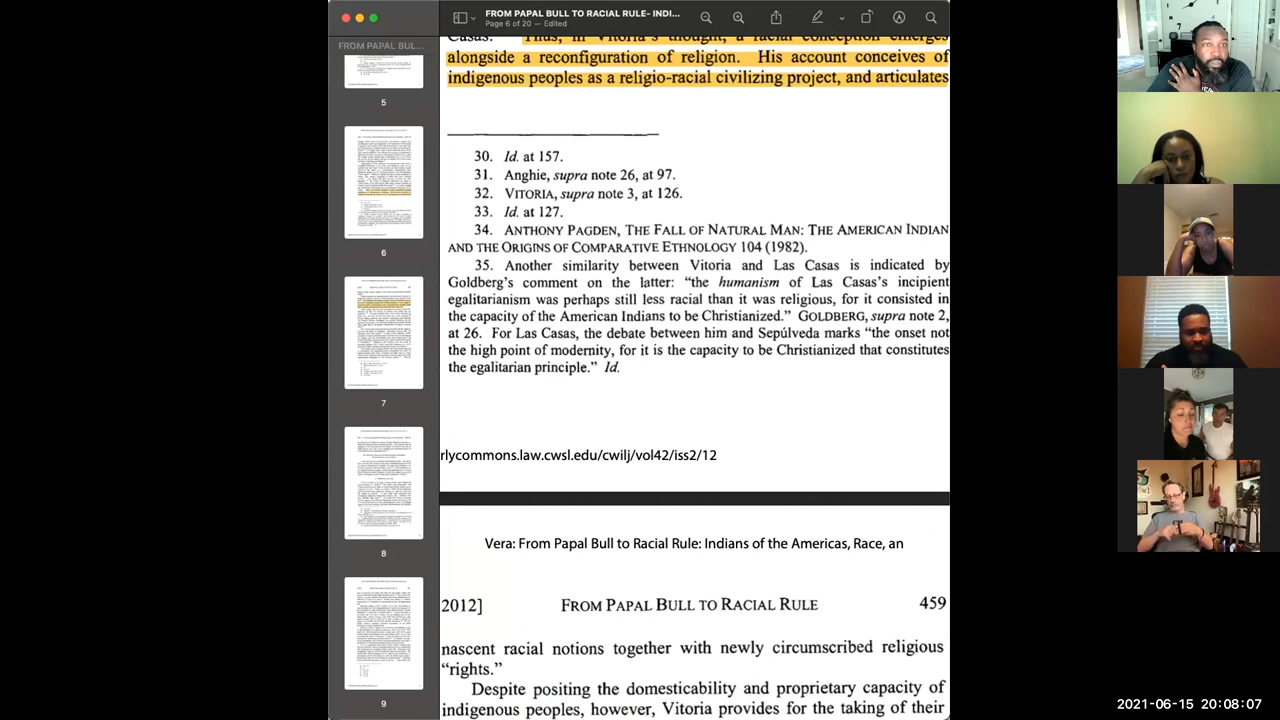 FROM PAPAL BULL TO RACIAL RULE- INDI...
Page 6 of 20 — Edited
FROM PAPAL BUL...
5
6
7
8
9
Casas. Thus, in Vitoria's thought, a racial conception emerges
alongside a reconfiguration of religion. His account conceives of
indigenous peoples as a religio-racial civilizing project, and articulates
30. Id. at 157.
31. Anghie, supra note 26, at 97.
32. VITORIA, supra note 21, at 126.
33. Id. at 127.
34. ANTHONY PAGDEN, THE FALL OF NATURAL MAN: THE AMERICAN INDIAN
AND THE ORIGINS OF COMPARATIVE ETHNOLOGY 104 (1982).
35. Another similarity between Vitoria and Las Casas is indicated by
Goldberg's comment on the latter: "the humanism of Las Casas's incipient
egalitarianism was perhaps still less racial than it was religious, for it consisted in
the capacity of the American Indians to be Christianized." GOLDBERG, supra note 2,
at 26. For Las Casas, the debate between him and Sepúlveda is "the onset not
the high point of modernity, for it is the capacity to be Christianized that constitutes
the egalitarian principle." Id.
rlycommons.law.cwsl.edu/cwilj/vol42/iss2/12
Vera: From Papal Bull to Racial Rule: Indians of the Americas, Race, an
2012] FROM PAPAL BULL TO RACIAL RULE 459
nascent racial notions together with newly circumscribed religious
"rights."
Despite positing the domesticability and proprietary capacity of
indigenous peoples, however, Vitoria provides for the taking of their
2021-06-15 20:08:07